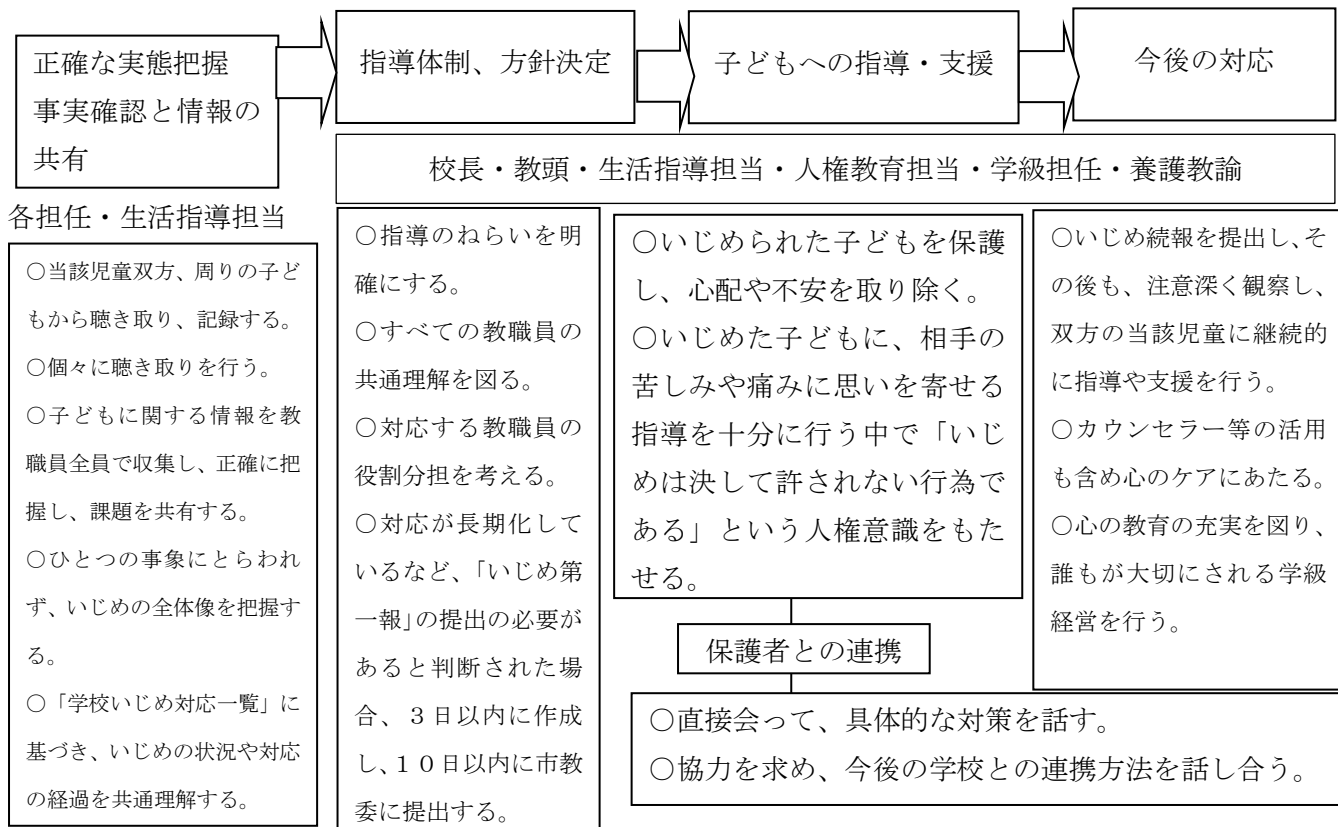 正確な実態把握
事実確認と情報の
共有
指導体制、方針決定
子どもへの指導・支援
今後の対応
校長・教頭・生活指導担当・人権教育担当・学級担任・養護教諭
各担任・生活指導担当
○当該児童双方、周りの子ど
もから聴き取り、記録する。
○個々に聴き取りを行う。
○子どもに関する情報を教
職員全員で収集し、正確に把
握し、課題を共有する。
○ひとつの事象にとらわれ
ず、いじめの全体像を把握す
る。
○「学校いじめ対応一覧」に
基づき、いじめの状況や対応
の経過を共通理解する。
○指導のねらいを明
確にする。
○すべての教職員の
共通理解を図る。
○対応する教職員の
役割分担を考える。
○対応が長期化して
いるなど、「いじめ第
一報」の提出の必要が
あると判断された場
合、３日以内に作成
し、１０日以内に市教
委に提出する。
○いじめられた子どもを保護
し、心配や不安を取り除く。
○いじめた子どもに、相手の
苦しみや痛みに思いを寄せる
指導を十分に行う中で「いじ
めは決して許されない行為で
ある」という人権意識をもた
せる。
保護者との連携
○直接会って、具体的な対策を話す。
○協力を求め、今後の学校との連携方法を話し合う。
○いじめ続報を提出し、そ
の後も、注意深く観察し、
双方の当該児童に継続的
に指導や支援を行う。
○カウンセラー等の活用
も含め心のケアにあたる。
○心の教育の充実を図り、
誰もが大切にされる学級
経営を行う。